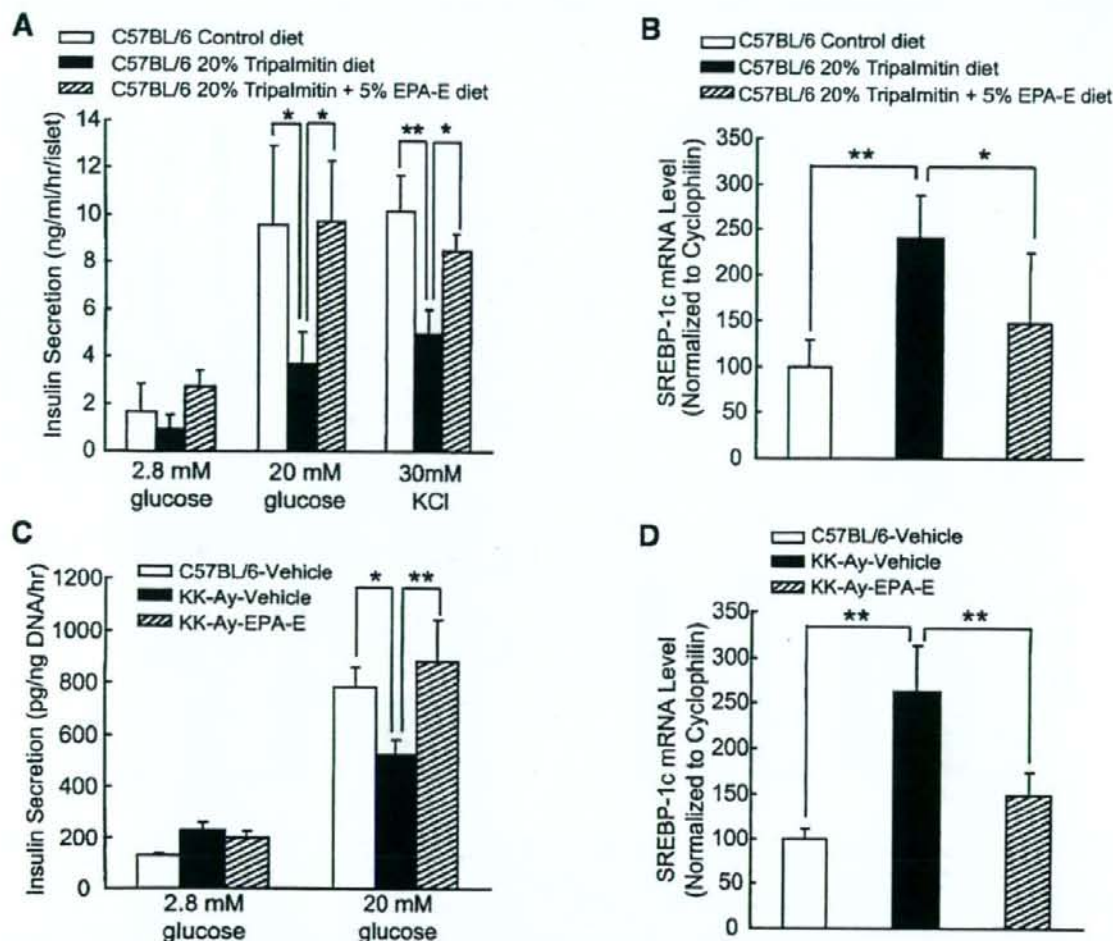 A
C57BL/6 Control diet
C57BL/6 20% Tripalmitin diet
C57BL/6 20% Tripalmitin + 5% EPA-E diet
Insulin Secretion (ng/ml/hr/islet)
14
12
10
8
6
4
2
0
* *
** *
2.8 mM glucose
20 mM glucose
30mM KCl
B
C57BL/6 Control diet
C57BL/6 20% Tripalmitin diet
C57BL/6 20% Tripalmitin + 5% EPA-E diet
SREBP-1c mRNA Level
(Normalized to Cyclophilin)
350
300
250
200
150
100
50
0
** *
C
C57BL/6-Vehicle
KK-Ay-Vehicle
KK-Ay-EPA-E
Insulin Secretion (pg/ng DNA/hr)
1200
1000
800
600
400
200
0
* **
2.8 mM glucose
20 mM glucose
D
C57BL/6-Vehicle
KK-Ay-Vehicle
KK-Ay-EPA-E
SREBP-1c mRNA Level
(Normalized to Cyclophilin)
350
300
250
200
150
100
50
0
** **